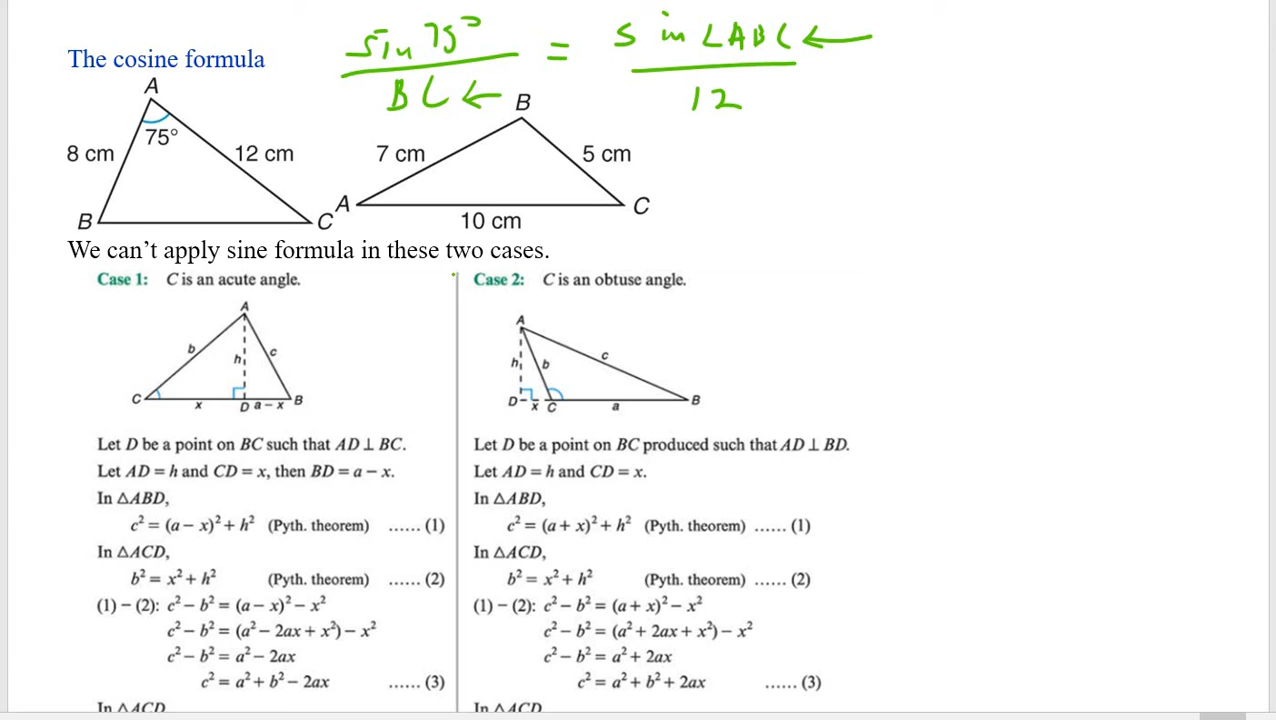 sin 75° / BC ← = sin ∠ABC ← / 12
The cosine formula
A
75°
8 cm
12 cm
B
C
B
7 cm
5 cm
A
C
10 cm
We can’t apply sine formula in these two cases.
Case 1: C is an acute angle.
A
b
c
h
C
x
D
a – x
B
Let D be a point on BC such that AD ⊥ BC.
Let AD = h and CD = x, then BD = a – x.
In △ABD,
c² = (a – x)² + h² (Pyth. theorem) ...... (1)
In △ACD,
b² = x² + h² (Pyth. theorem) ...... (2)
(1) – (2): c² – b² = (a – x)² – x²
c² – b² = (a² – 2ax + x²) – x²
c² – b² = a² – 2ax
c² = a² + b² – 2ax ...... (3)
In △ACD
Case 2: C is an obtuse angle.
A
h
b
c
D
x
C
a
B
Let D be a point on BC produced such that AD ⊥ BD.
Let AD = h and CD = x.
In △ABD,
c² = (a + x)² + h² (Pyth. theorem) ...... (1)
In △ACD,
b² = x² + h² (Pyth. theorem) ...... (2)
(1) – (2): c² – b² = (a + x)² – x²
c² – b² = (a² + 2ax + x²) – x²
c² – b² = a² + 2ax
c² = a² + b² + 2ax ...... (3)
In △ACD